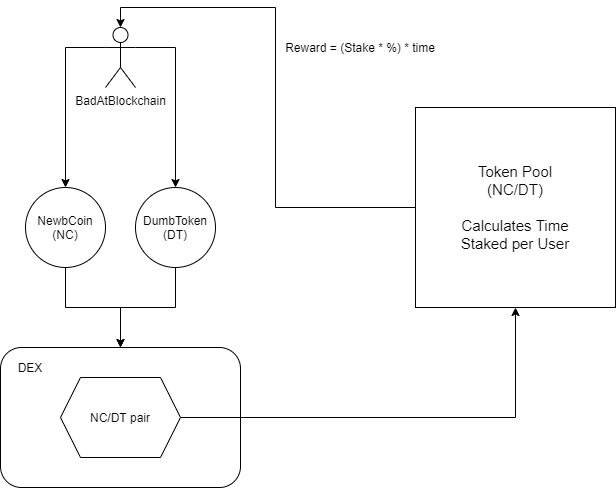 Reward = (Stake * %) * time
BadAtBlockchain
Token Pool
(NC/DT)
Calculates Time
Staked per User
NewbCoin
(NC)
DumbToken
(DT)
DEX
NC/DT pair